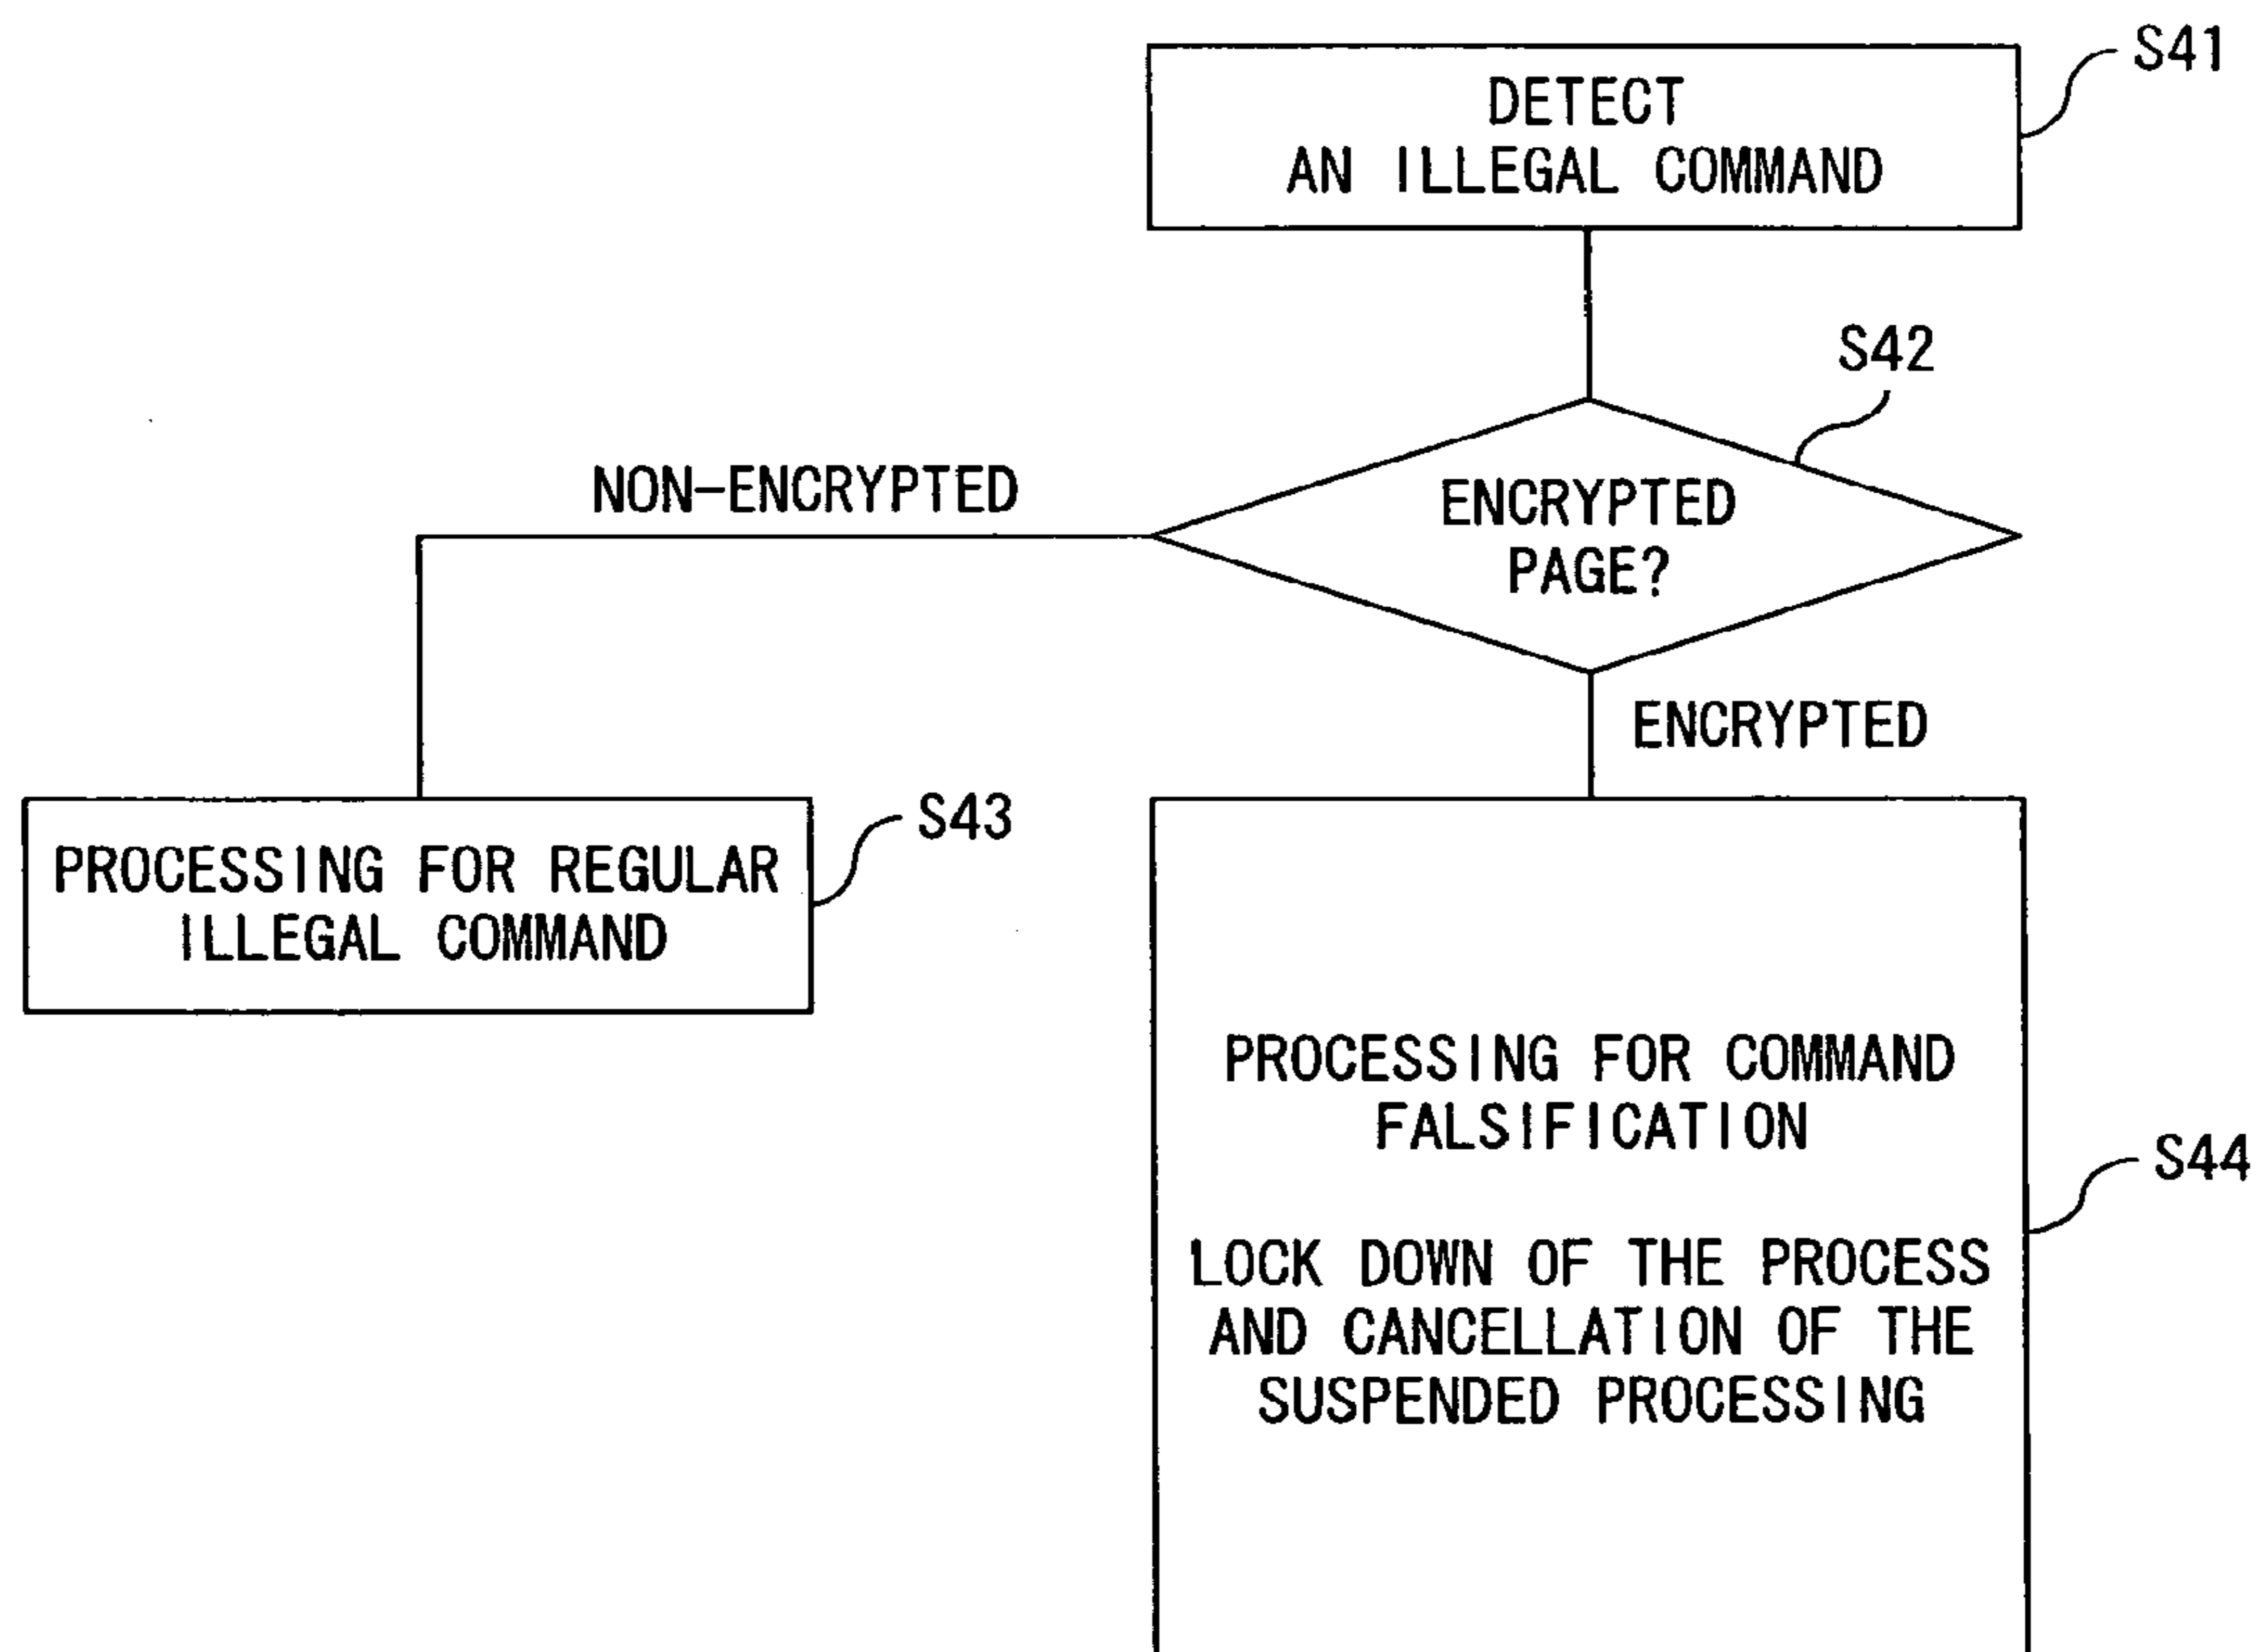 S41
DETECT
AN ILLEGAL COMMAND
S42
ENCRYPTED
PAGE?
NON-ENCRYPTED
ENCRYPTED
S43
PROCESSING FOR REGULAR
ILLEGAL COMMAND
PROCESSING FOR COMMAND
FALSIFICATION
S44
LOCK DOWN OF THE PROCESS
AND CANCELLATION OF THE
SUSPENDED PROCESSING